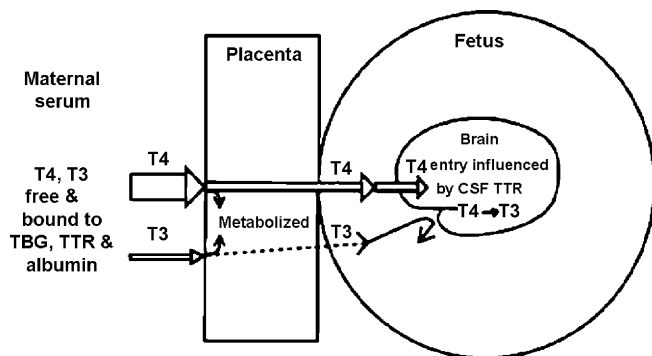 Maternal
serum
T4, T3
free &
bound to
TBG, TTR &
albumin
T4
T3
Placenta
Metabolized
Fetus
T4
T3
Brain
T4 entry influenced
by CSF TTR
T4→T3